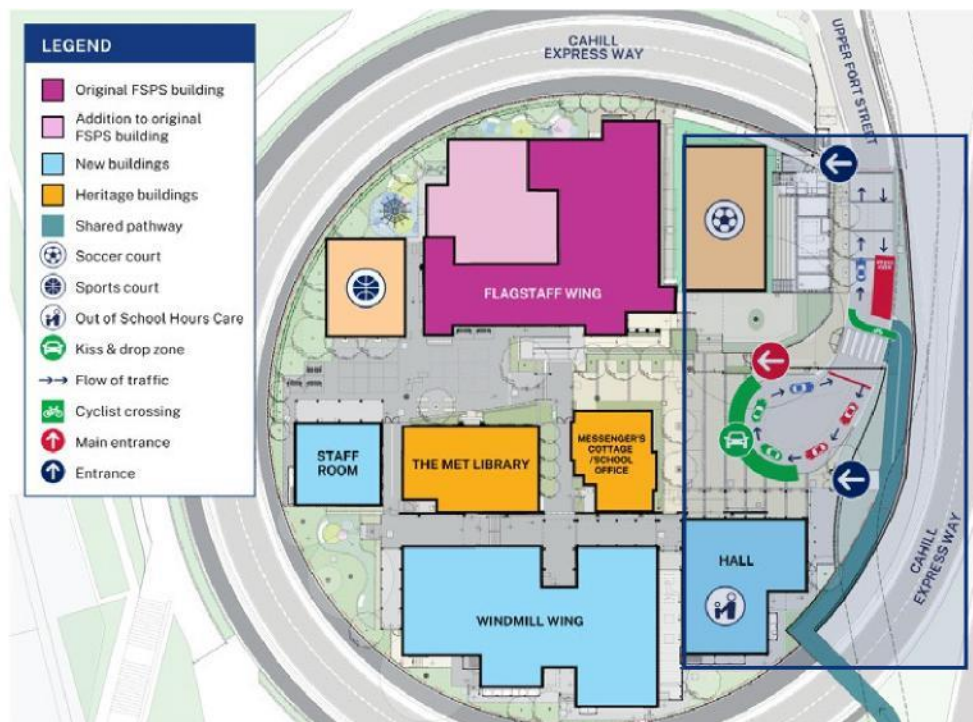 LEGEND
Original FSPS building
Addition to original
FSPS building
New buildings
Heritage buildings
Shared pathway
Soccer court
Sports court
Out of School Hours Care
Kiss & drop zone
Flow of traffic
Cyclist crossing
Main entrance
Entrance
CAHILL
EXPRESS WAY
UPPER FORT STREET
FLAGSTAFF WING
STAFF
ROOM
THE MET LIBRARY
MESSENGER'S
COTTAGE
/SCHOOL
OFFICE
HALL
WINDMILL WING
CAHILL
EXPRESS WAY